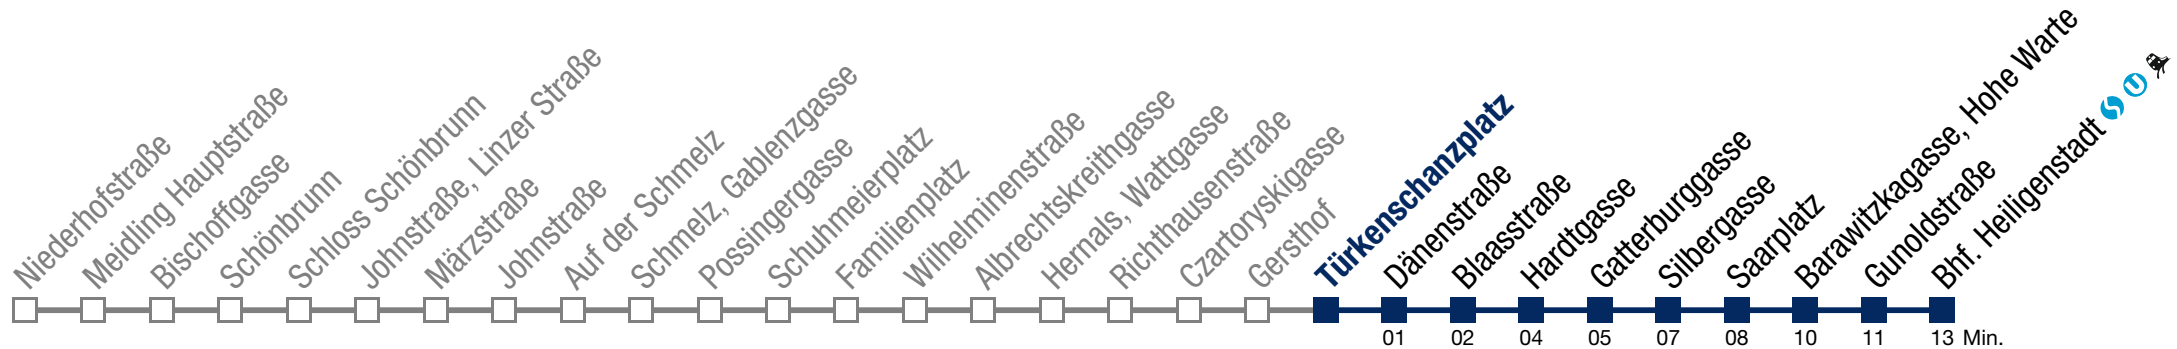 Niederhofstraße
Meidling Hauptstraße
Bischoffgasse
Schönbrunn
Schloss Schönbrunn
Johnstraße, Linzer Straße
Märzstraße
Johnstraße
Auf der Schmelz
Schmelz, Gablenzgasse
Possingergasse
Schuhmeierplatz
Familienplatz
Wilhelminenstraße
Albrechtskreithgasse
Hernals, Wattgasse
Richthausenstraße
Czartoryskigasse
Gersthof
Türkenschanzplatz
Dänenstraße
Blaasstraße
Hardtgasse
Gatterburggasse
Silbergasse
Saarplatz
Barawitzkagasse, Hohe Warte
Gunoldstraße
Bhf. Heiligenstadt S U
01 02 04 05 07 08 10 11 13 Min.